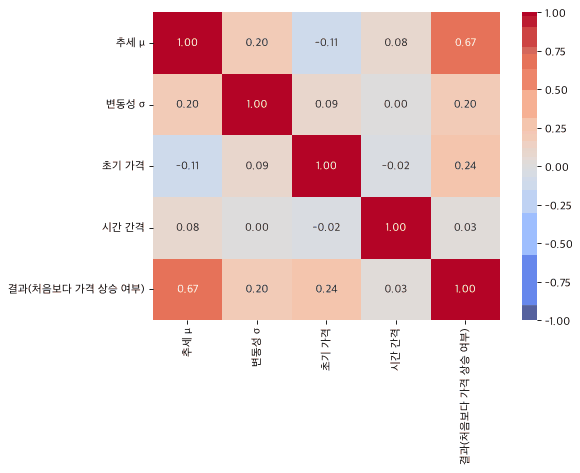 추세 μ 1.00 0.20 -0.11 0.08 0.67
변동성 σ 0.20 1.00 0.09 0.00 0.20
초기 가격 -0.11 0.09 1.00 -0.02 0.24
시간 간격 0.08 0.00 -0.02 1.00 0.03
결과(처음보다 가격 상승 여부) 0.67 0.20 0.24 0.03 1.00
추세 μ
변동성 σ
초기 가격
시간 간격
결과(처음보다 가격 상승 여부)
1.00
0.75
0.50
0.25
0.00
-0.25
-0.50
-0.75
-1.00